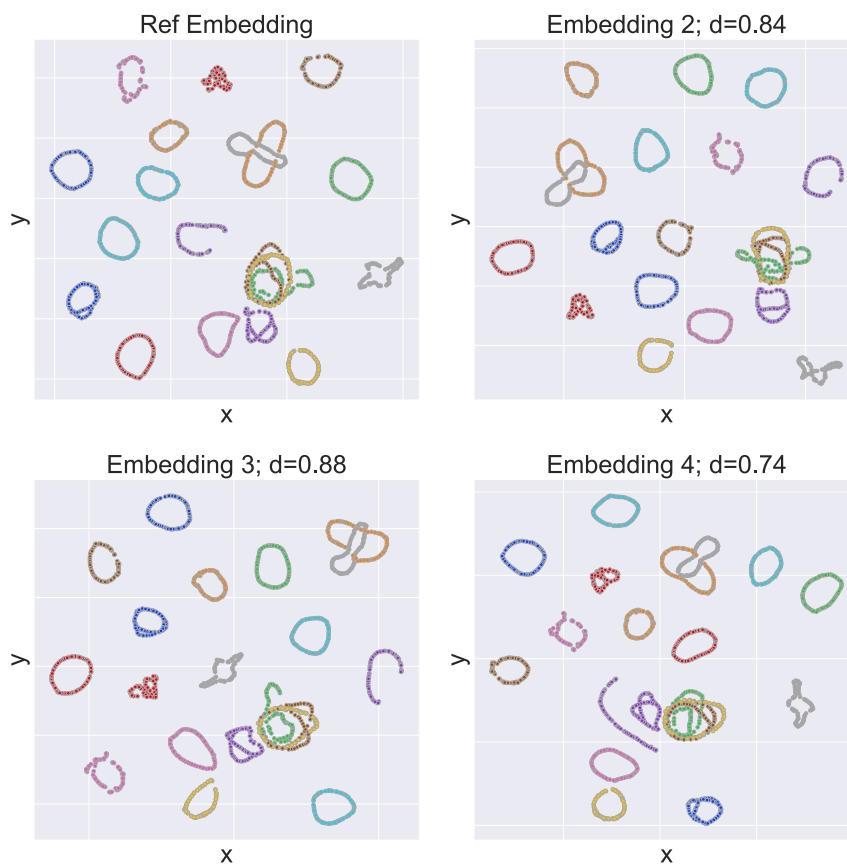 Ref Embedding
y
x
Embedding 2; d=0.84
y
x
Embedding 3; d=0.88
y
x
Embedding 4; d=0.74
y
x